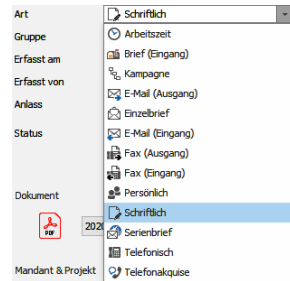 Art Schriftlich
Gruppe Arbeitszeit
Brief (Eingang)
Erfasst am Kampagne
Erfasst von E-Mail (Ausgang)
Anlass Einzelbrief
Status E-Mail (Eingang)
Fax (Ausgang)
Fax (Eingang)
Dokument Persönlich
Schriftlich
PDF 202 Serienbrief
Telefonisch
Mandant & Projekt Telefonakquise